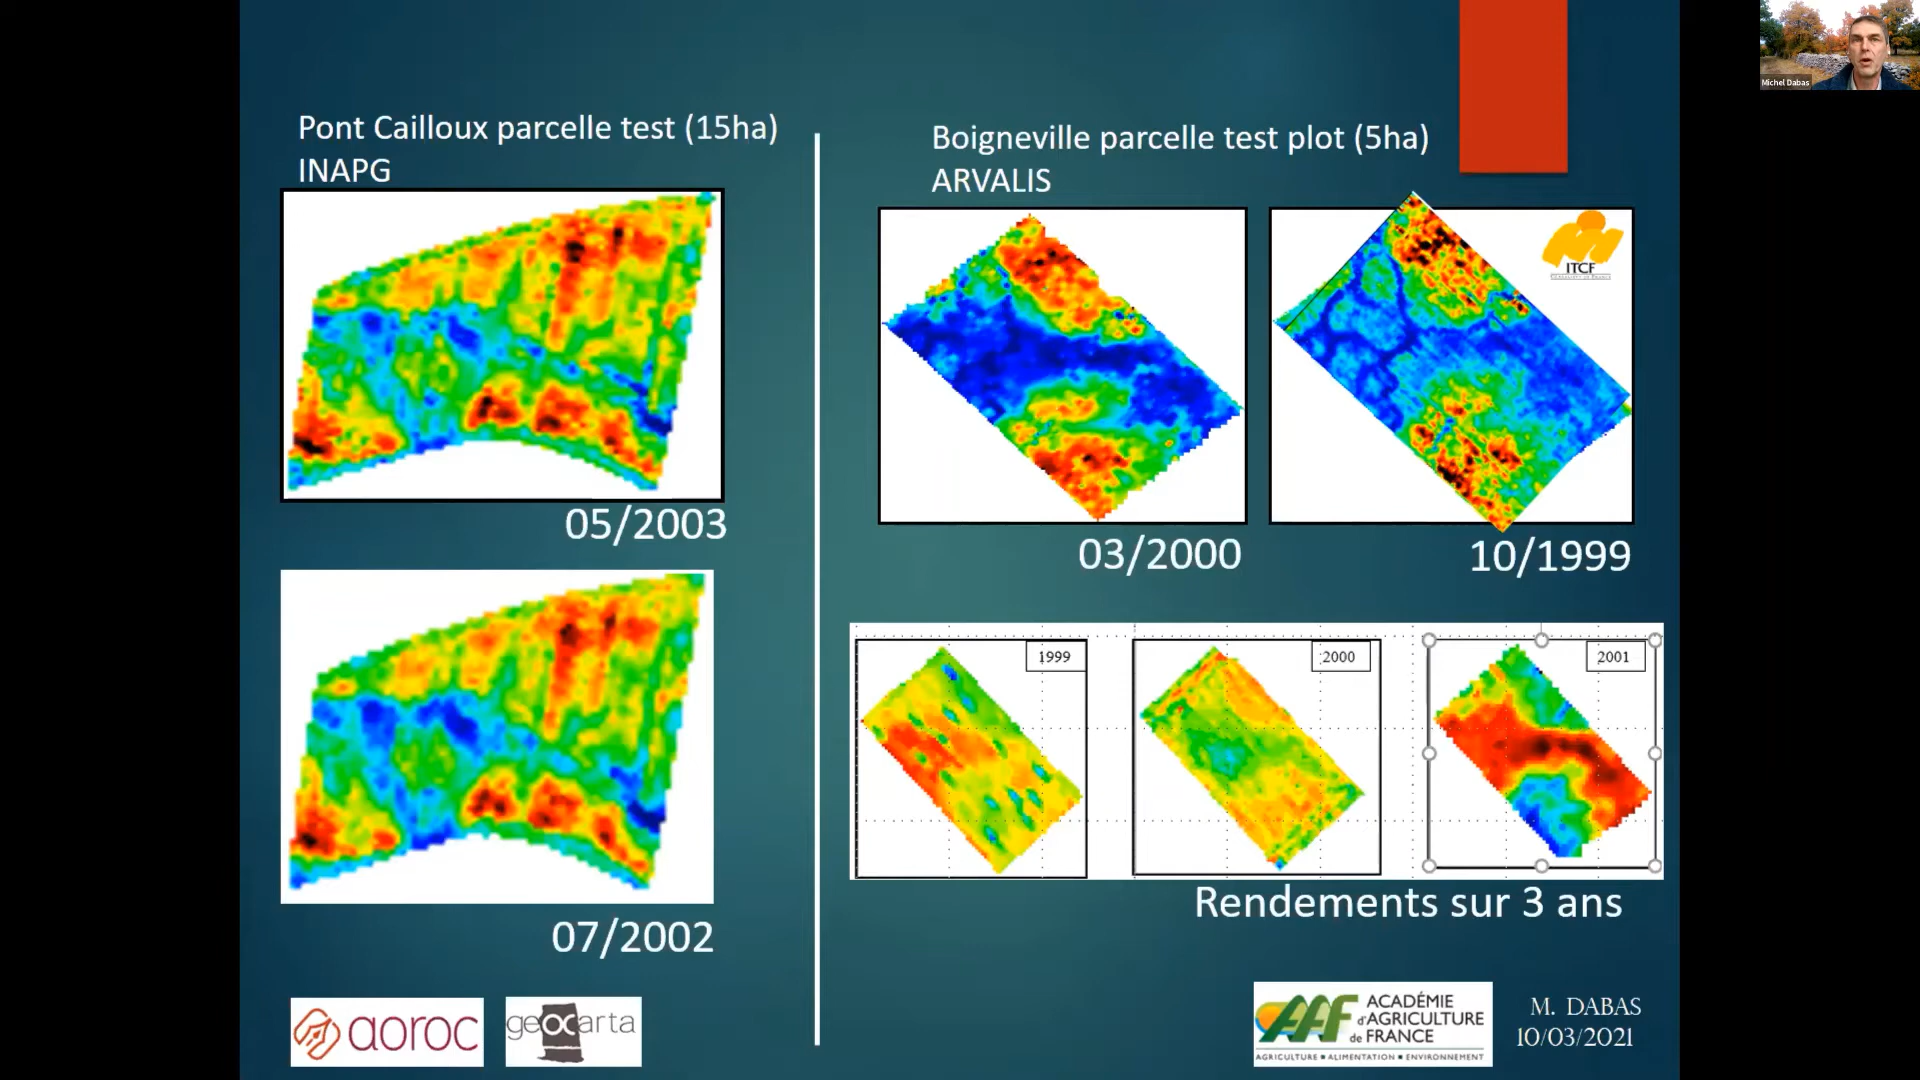 Michel Dabas
Pont Cailloux parcelle test (15ha)
INAPG
05/2003
07/2002
Boigneville parcelle test plot (5ha)
ARVALIS
ITCF
03/2000
10/1999
1999
2000
2001
Rendements sur 3 ans
aoroc
geocarta
AAF
ACADÉMIE
d'AGRICULTURE
de FRANCE
AGRICULTURE ■ ALIMENTATION ■ ENVIRONNEMENT
M. DABAS
10/03/2021